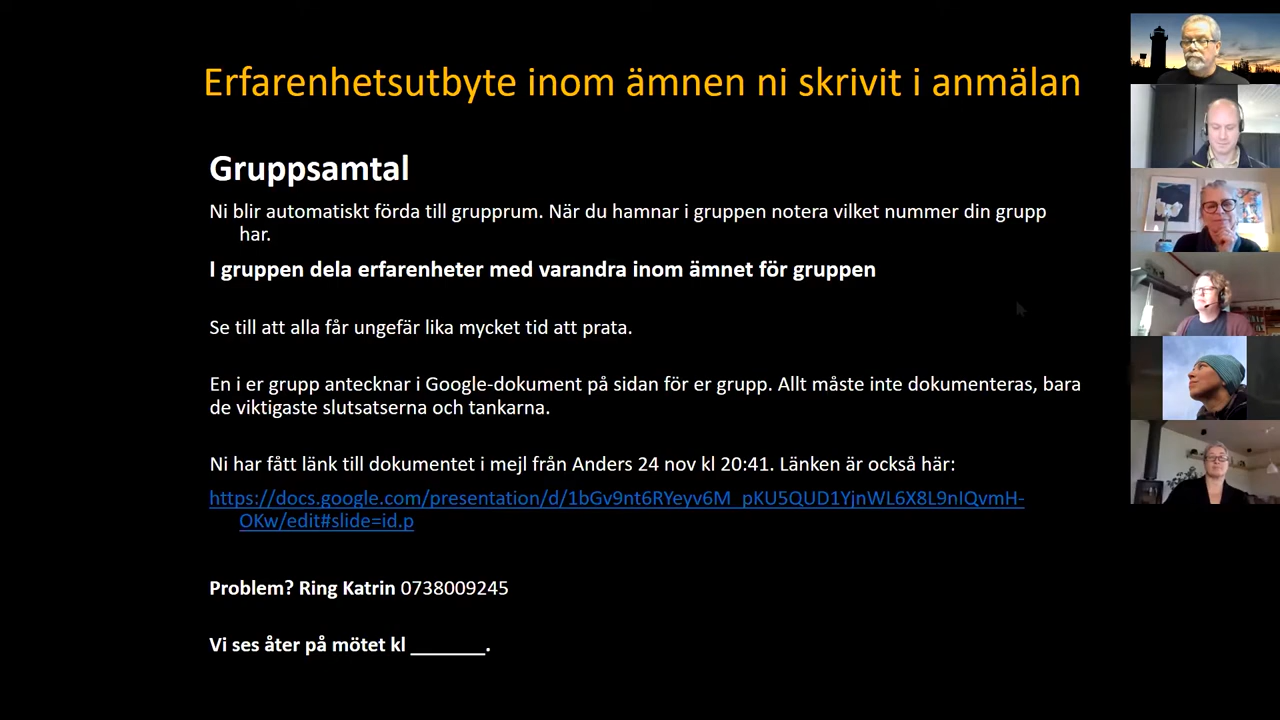 Erfarenhetsutbyte inom ämnen ni skrivit i anmälan
Gruppsamtal
Ni blir automatiskt förda till grupprum. När du hamnar i gruppen notera vilket nummer din grupp
har.
I gruppen dela erfarenheter med varandra inom ämnet för gruppen
Se till att alla får ungefär lika mycket tid att prata.
En i er grupp antecknar i Google-dokument på sidan för er grupp. Allt måste inte dokumenteras, bara
de viktigaste slutsatserna och tankarna.
Ni har fått länk till dokumentet i mejl från Anders 24 nov kl 20:41. Länken är också här:
https://docs.google.com/presentation/d/1bGv9nt6RYeyv6M_pKU5QUD1YjnWL6X8L9nIQvmH-
OKw/edit#slide=id.p
Problem? Ring Katrin 0738009245
Vi ses åter på mötet kl _______.